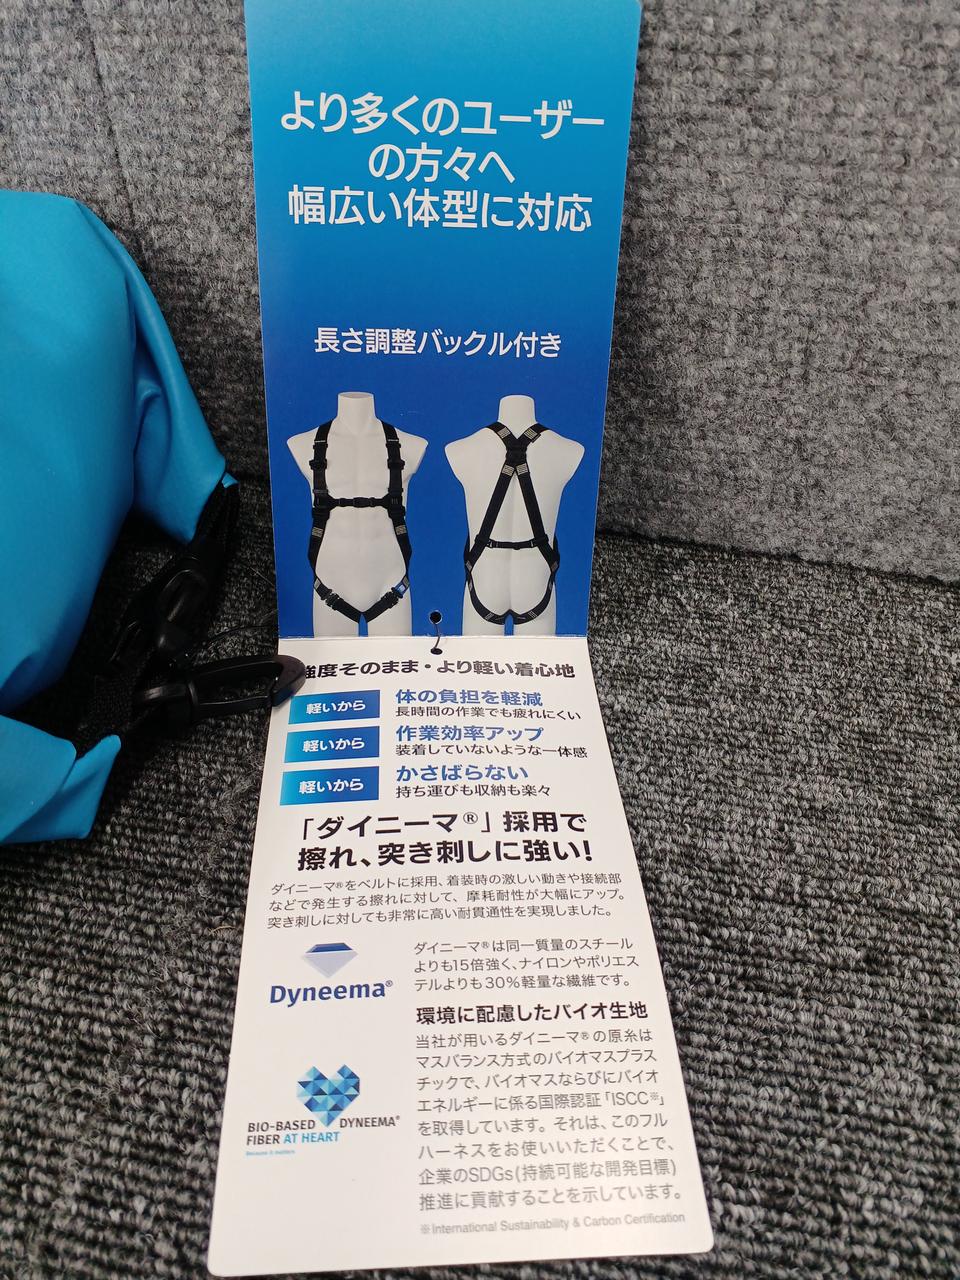 より多くのユーザー
の方々へ
幅広い体型に対応
長さ調整バックル付き
強度そのまま・より軽い着心地
軽いから
体の負担を軽減
長時間の作業でも疲れにくい
軽いから
作業効率アップ
装着していないような一体感
軽いから
かさばらない
持ち運びも収納も楽々
「ダイニーマ®」採用で
擦れ、突き刺しに強い!
ダイニーマ®をベルトに採用、着装時の激しい動きや接続部
などで発生する擦れに対して、摩耗耐性が大幅にアップ。
突き刺しに対しても非常に高い耐貫通性を実現しました。
Dyneema®
ダイニーマ®は同一質量のスチール
よりも15倍強く、ナイロンやポリエス
テルよりも30%軽量な繊維です。
環境に配慮したバイオ生地
当社が用いるダイニーマ®の原糸は
マスバランス方式のバイオマスプラス
チックで、バイオマスならびにバイオ
エネルギーに係る国際認証「ISCC※」
を取得しています。それは、このフル
ハーネスをお使いいただくことで、
企業のSDGs(持続可能な開発目標)
推進に貢献することを示しています。
※International Sustainability & Carbon Certification
BIO-BASED DYNEEMA®
FIBER AT HEART
Because it matters